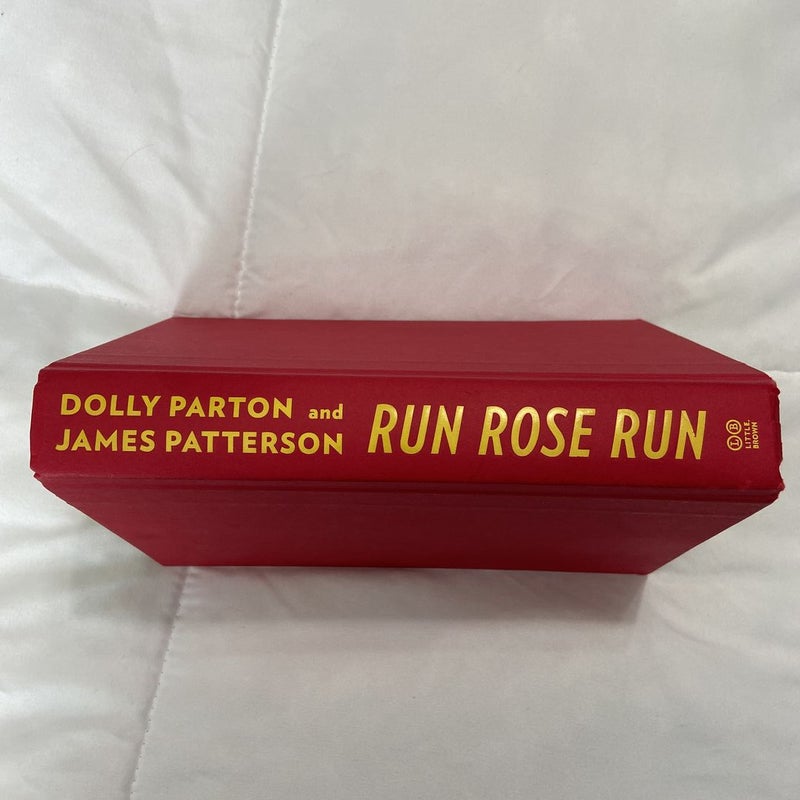 DOLLY PARTON and
JAMES PATTERSON
RUN ROSE RUN
LB
LITTLE,
BROWN